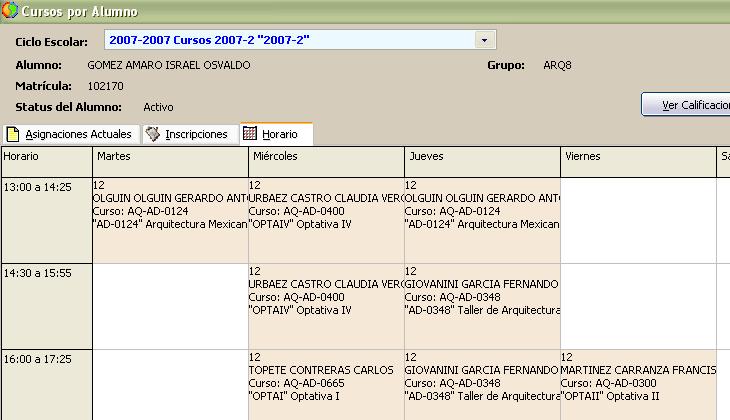 Cursos por Alumno
Ciclo Escolar: 2007-2007 Cursos 2007-2 "2007-2"
Alumno: GOMEZ AMARO ISRAEL OSVALDO Grupo: ARQ8
Matrícula: 102170
Status del Alumno: Activo Ver Calificacion
Asignaciones Actuales Inscripciones Horario
Horario Martes Miércoles Jueves Viernes Sa
13:00 a 14:25 12 12 12
OLGUIN OLGUIN GERARDO ANTO URBAEZ CASTRO CLAUDIA VERO OLGUIN OLGUIN GERARDO ANTO
Curso: AQ-AD-0124 Curso: AQ-AD-0400 Curso: AQ-AD-0124
"AD-0124" Arquitectura Mexican "OPTAIV" Optativa IV "AD-0124" Arquitectura Mexican
14:30 a 15:55 12 12
URBAEZ CASTRO CLAUDIA VERO GIOVANINI GARCIA FERNANDO
Curso: AQ-AD-0400 Curso: AQ-AD-0348
"OPTAIV" Optativa IV "AD-0348" Taller de Arquitectura
16:00 a 17:25 12 12 12
TOPETE CONTRERAS CARLOS GIOVANINI GARCIA FERNANDO MARTINEZ CARRANZA FRANCIS
Curso: AQ-AD-0665 Curso: AQ-AD-0348 Curso: AQ-AD-0300
"OPTAI" Optativa I "AD-0348" Taller de Arquitectura "OPTAII" Optativa II